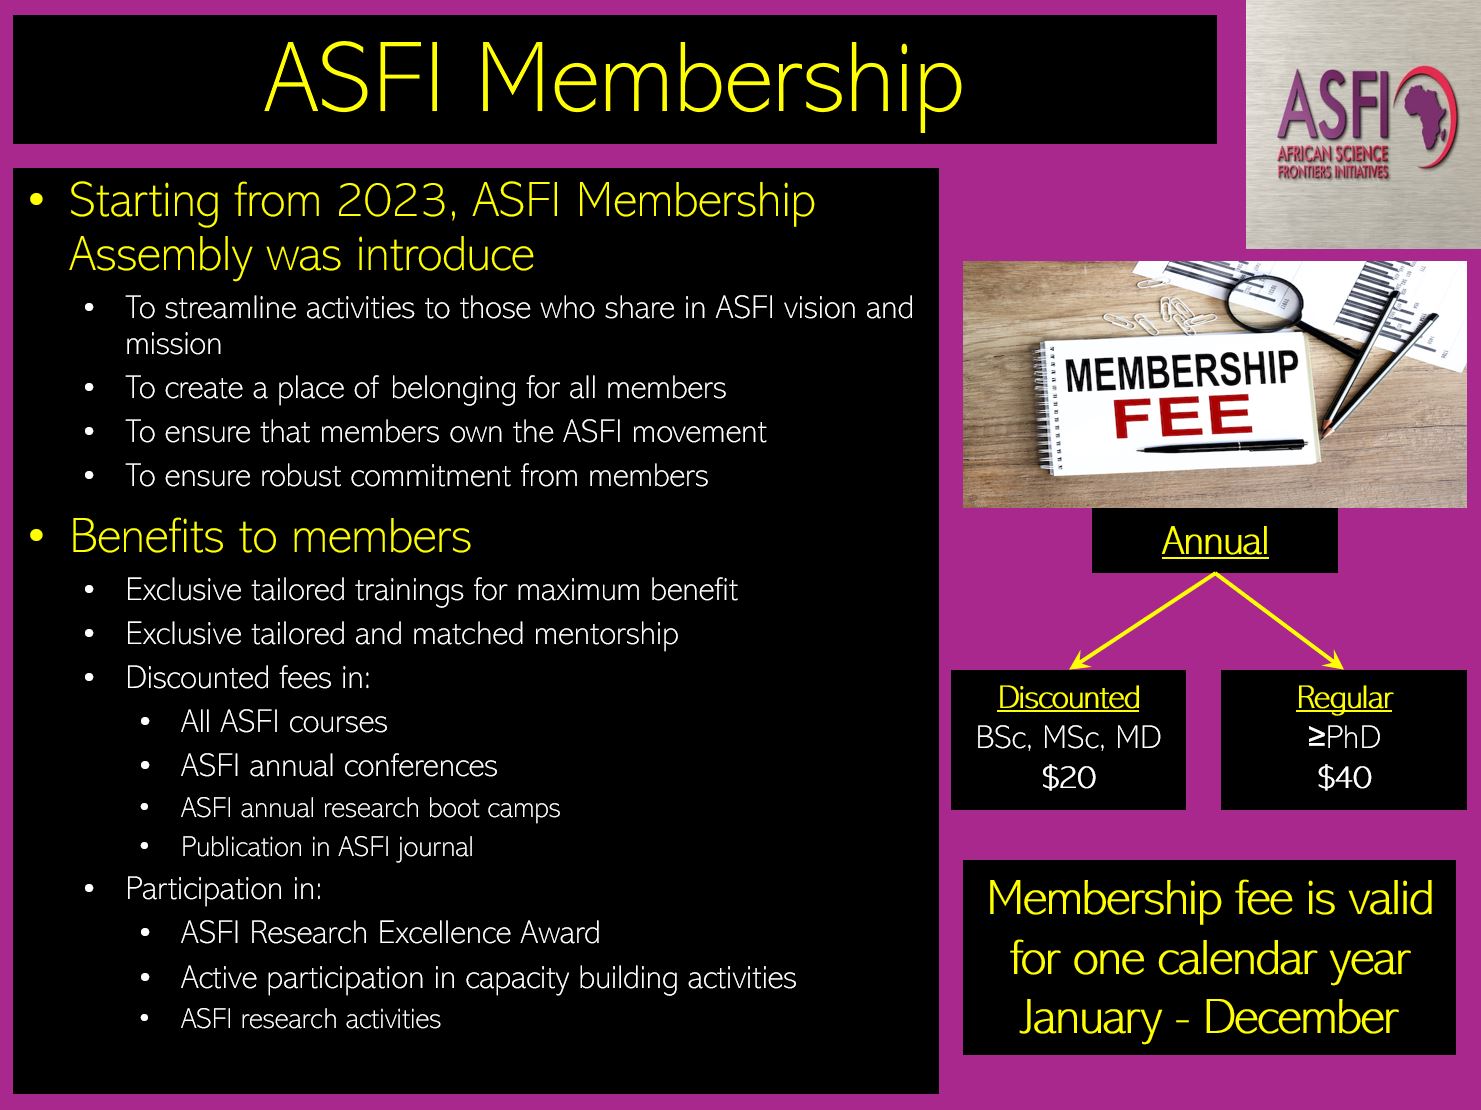 ASFI Membership
ASFI
AFRICAN SCIENCE
FRONTIERS INITIATIVES
• Starting from 2023, ASFI Membership
Assembly was introduce
• To streamline activities to those who share in ASFI vision and
mission
• To create a place of belonging for all members
• To ensure that members own the ASFI movement
• To ensure robust commitment from members
• Benefits to members
• Exclusive tailored trainings for maximum benefit
• Exclusive tailored and matched mentorship
• Discounted fees in:
• All ASFI courses
• ASFI annual conferences
• ASFI annual research boot camps
• Publication in ASFI journal
• Participation in:
• ASFI Research Excellence Award
• Active participation in capacity building activities
• ASFI research activities
MEMBERSHIP
FEE
Annual
Discounted
BSc, MSc, MD
$20
Regular
≥PhD
$40
Membership fee is valid
for one calendar year
January - December